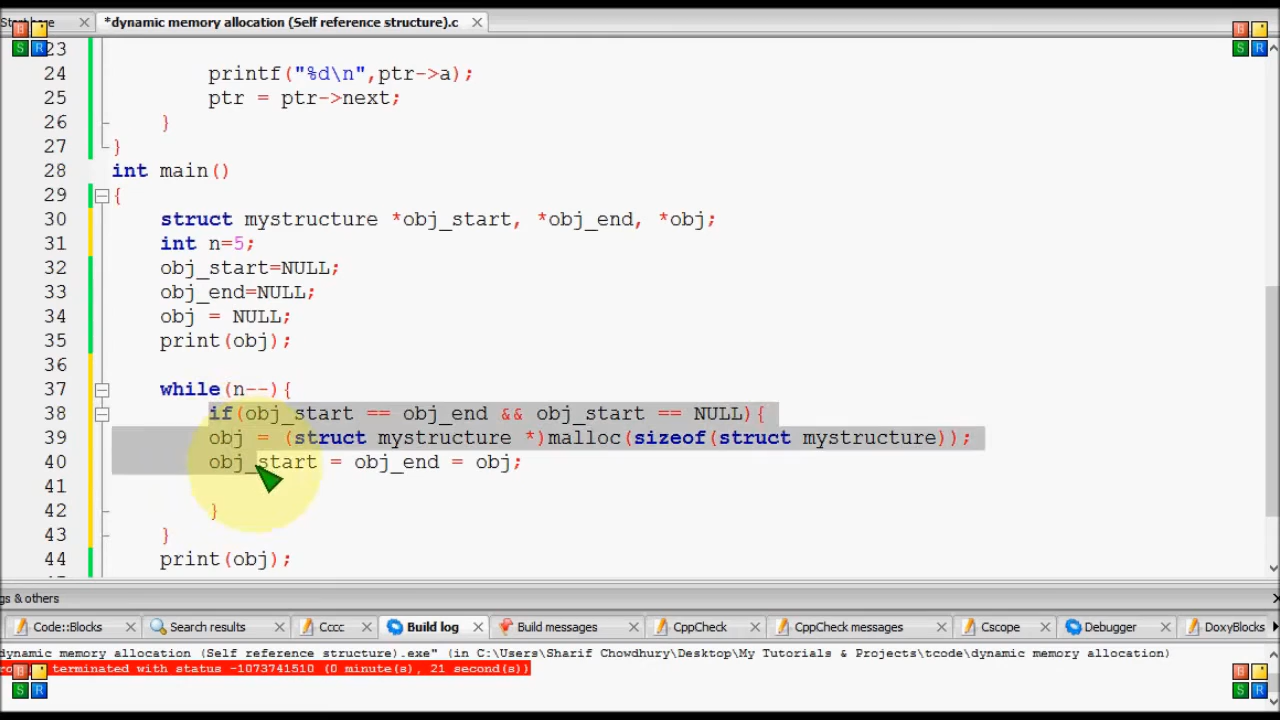 Start here
*dynamic memory allocation (Self reference structure).c
B
S R
B
S R
23
24 printf("%d\n",ptr->a);
25 ptr = ptr->next;
26 }
27 }
28 int main()
29 {
30 struct mystructure *obj_start, *obj_end, *obj;
31 int n=5;
32 obj_start=NULL;
33 obj_end=NULL;
34 obj = NULL;
35 print(obj);
36
37 while(n--){
38 if(obj_start == obj_end && obj_start == NULL){
39 obj = (struct mystructure *)malloc(sizeof(struct mystructure));
40 obj_start = obj_end = obj;
41
42 }
43 }
44 print(obj);
gs & others
Code::Blocks Search results Cccc Build log Build messages CppCheck CppCheck messages Cscope Debugger DoxyBlocks
dynamic memory allocation (Self reference structure).exe" (in C:\Users\Sharif Chowdhury\Desktop\My Tutorials & Projects\tcode\dynamic memory allocation)
terminated with status -1073741510 (0 minute(s), 21 second(s))
B
S R
B
S R